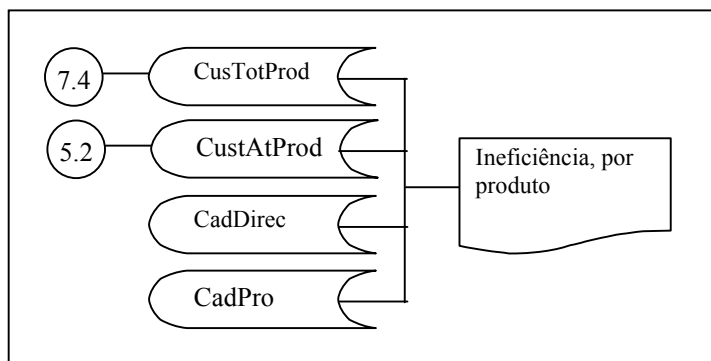 7.4
CusTotProd
5.2
CustAtProd
CadDirec
CadPro
Ineficiência, por
produto